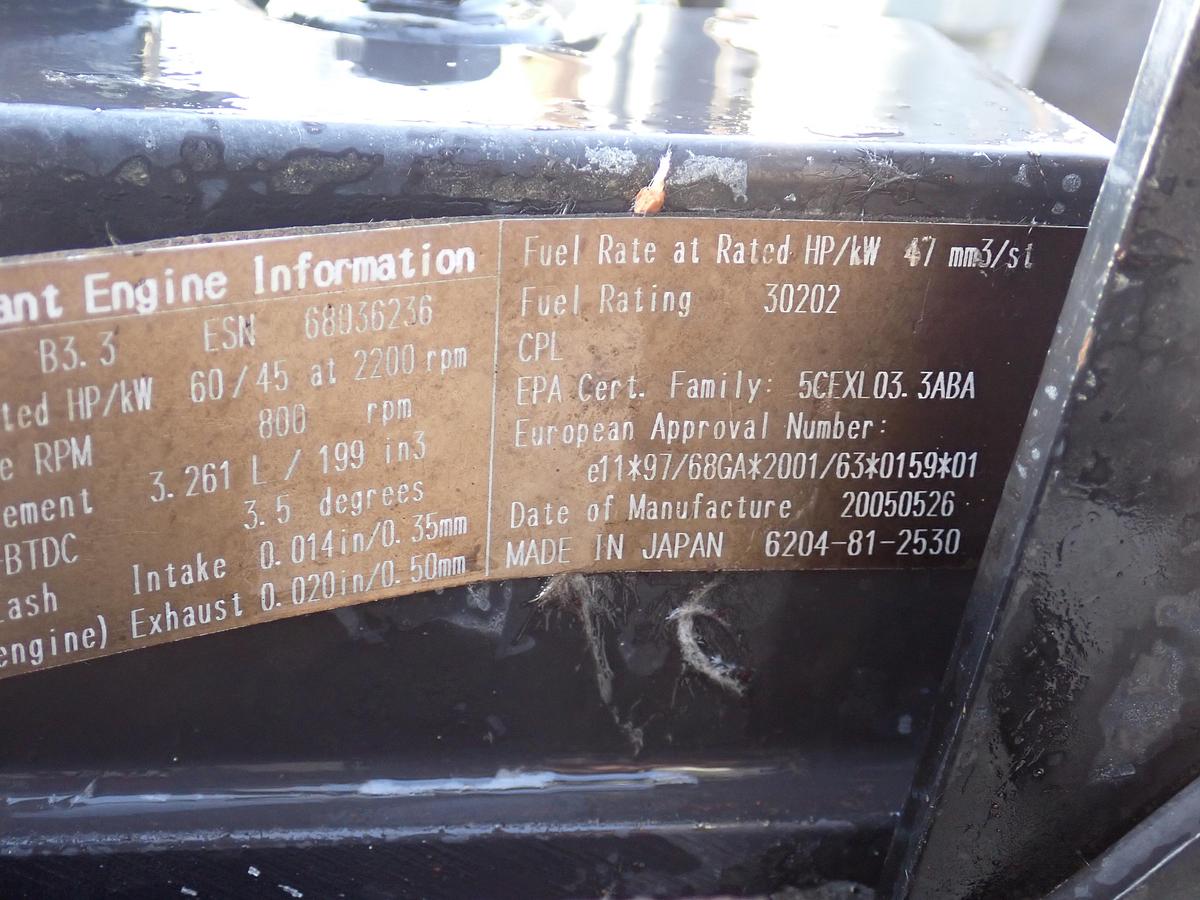 ant Engine Information
B3.3 ESN 68036236
ted HP/kW 60/45 at 2200 rpm
e RPM 800 rpm
ement 3.261 L / 199 in3
-BTDC 3.5 degrees
ash Intake 0.014in/0.35mm
engine) Exhaust 0.020in/0.50mm
Fuel Rate at Rated HP/kW 47 mm3/st
Fuel Rating 30202
CPL
EPA Cert. Family: 5CEXL03.3ABA
European Approval Number:
e11*97/68GA*2001/63*0159*01
Date of Manufacture 20050526
MADE IN JAPAN 6204-81-2530